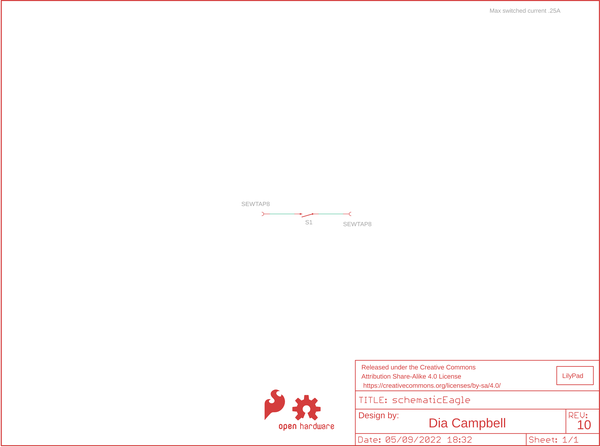 Max switched current .25A
SEWTAP8
S1
SEWTAP8
Released under the Creative Commons
Attribution Share-Alike 4.0 License
https://creativecommons.org/licenses/by-sa/4.0/
LilyPad
TITLE: schematicEagle
Design by:
Dia Campbell
REV:
10
Date: 05/09/2022 18:32
Sheet: 1/1
open hardware